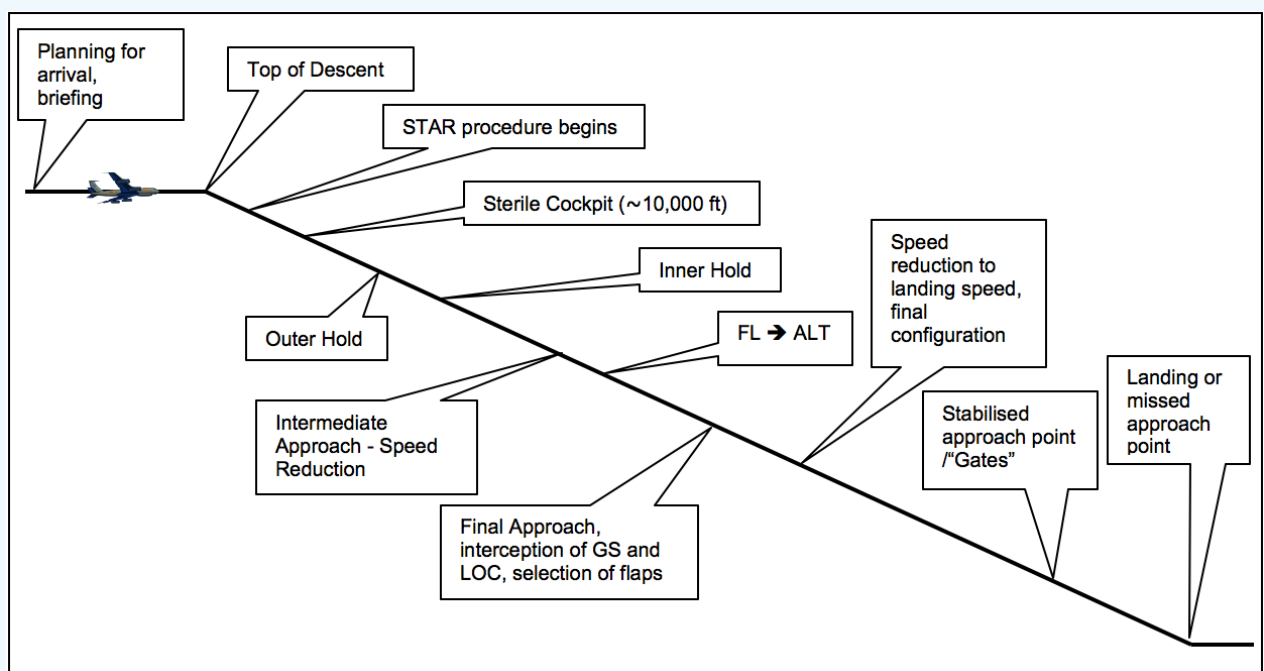 Planning for
arrival,
briefing
Top of Descent
STAR procedure begins
Sterile Cockpit (~10,000 ft)
Inner Hold
Outer Hold
FL ➔ ALT
Speed
reduction to
landing speed,
final
configuration
Intermediate
Approach - Speed
Reduction
Final Approach,
interception of GS and
LOC, selection of flaps
Stabilised
approach point
/“Gates”
Landing or
missed
approach
point